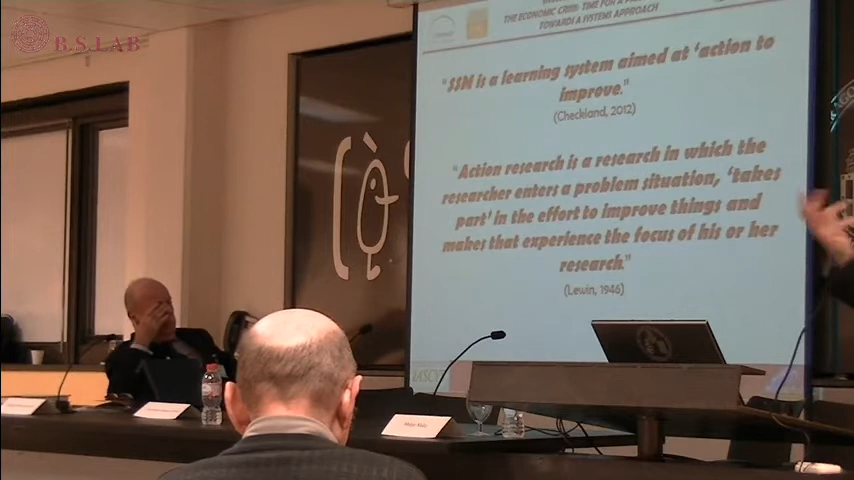 B.S.LAB
THE ECONOMIC CRISIS: TIME FOR A
TOWARDS A SYSTEMS APPROACH
"SSM is a learning system aimed at 'action to
improve."
(Checkland, 2012)
"Action research is a research in which the
researcher enters a problem situation, 'takes
part' in the effort to improve things and
makes that experience the focus of his or her
research."
(Lewin, 1946)